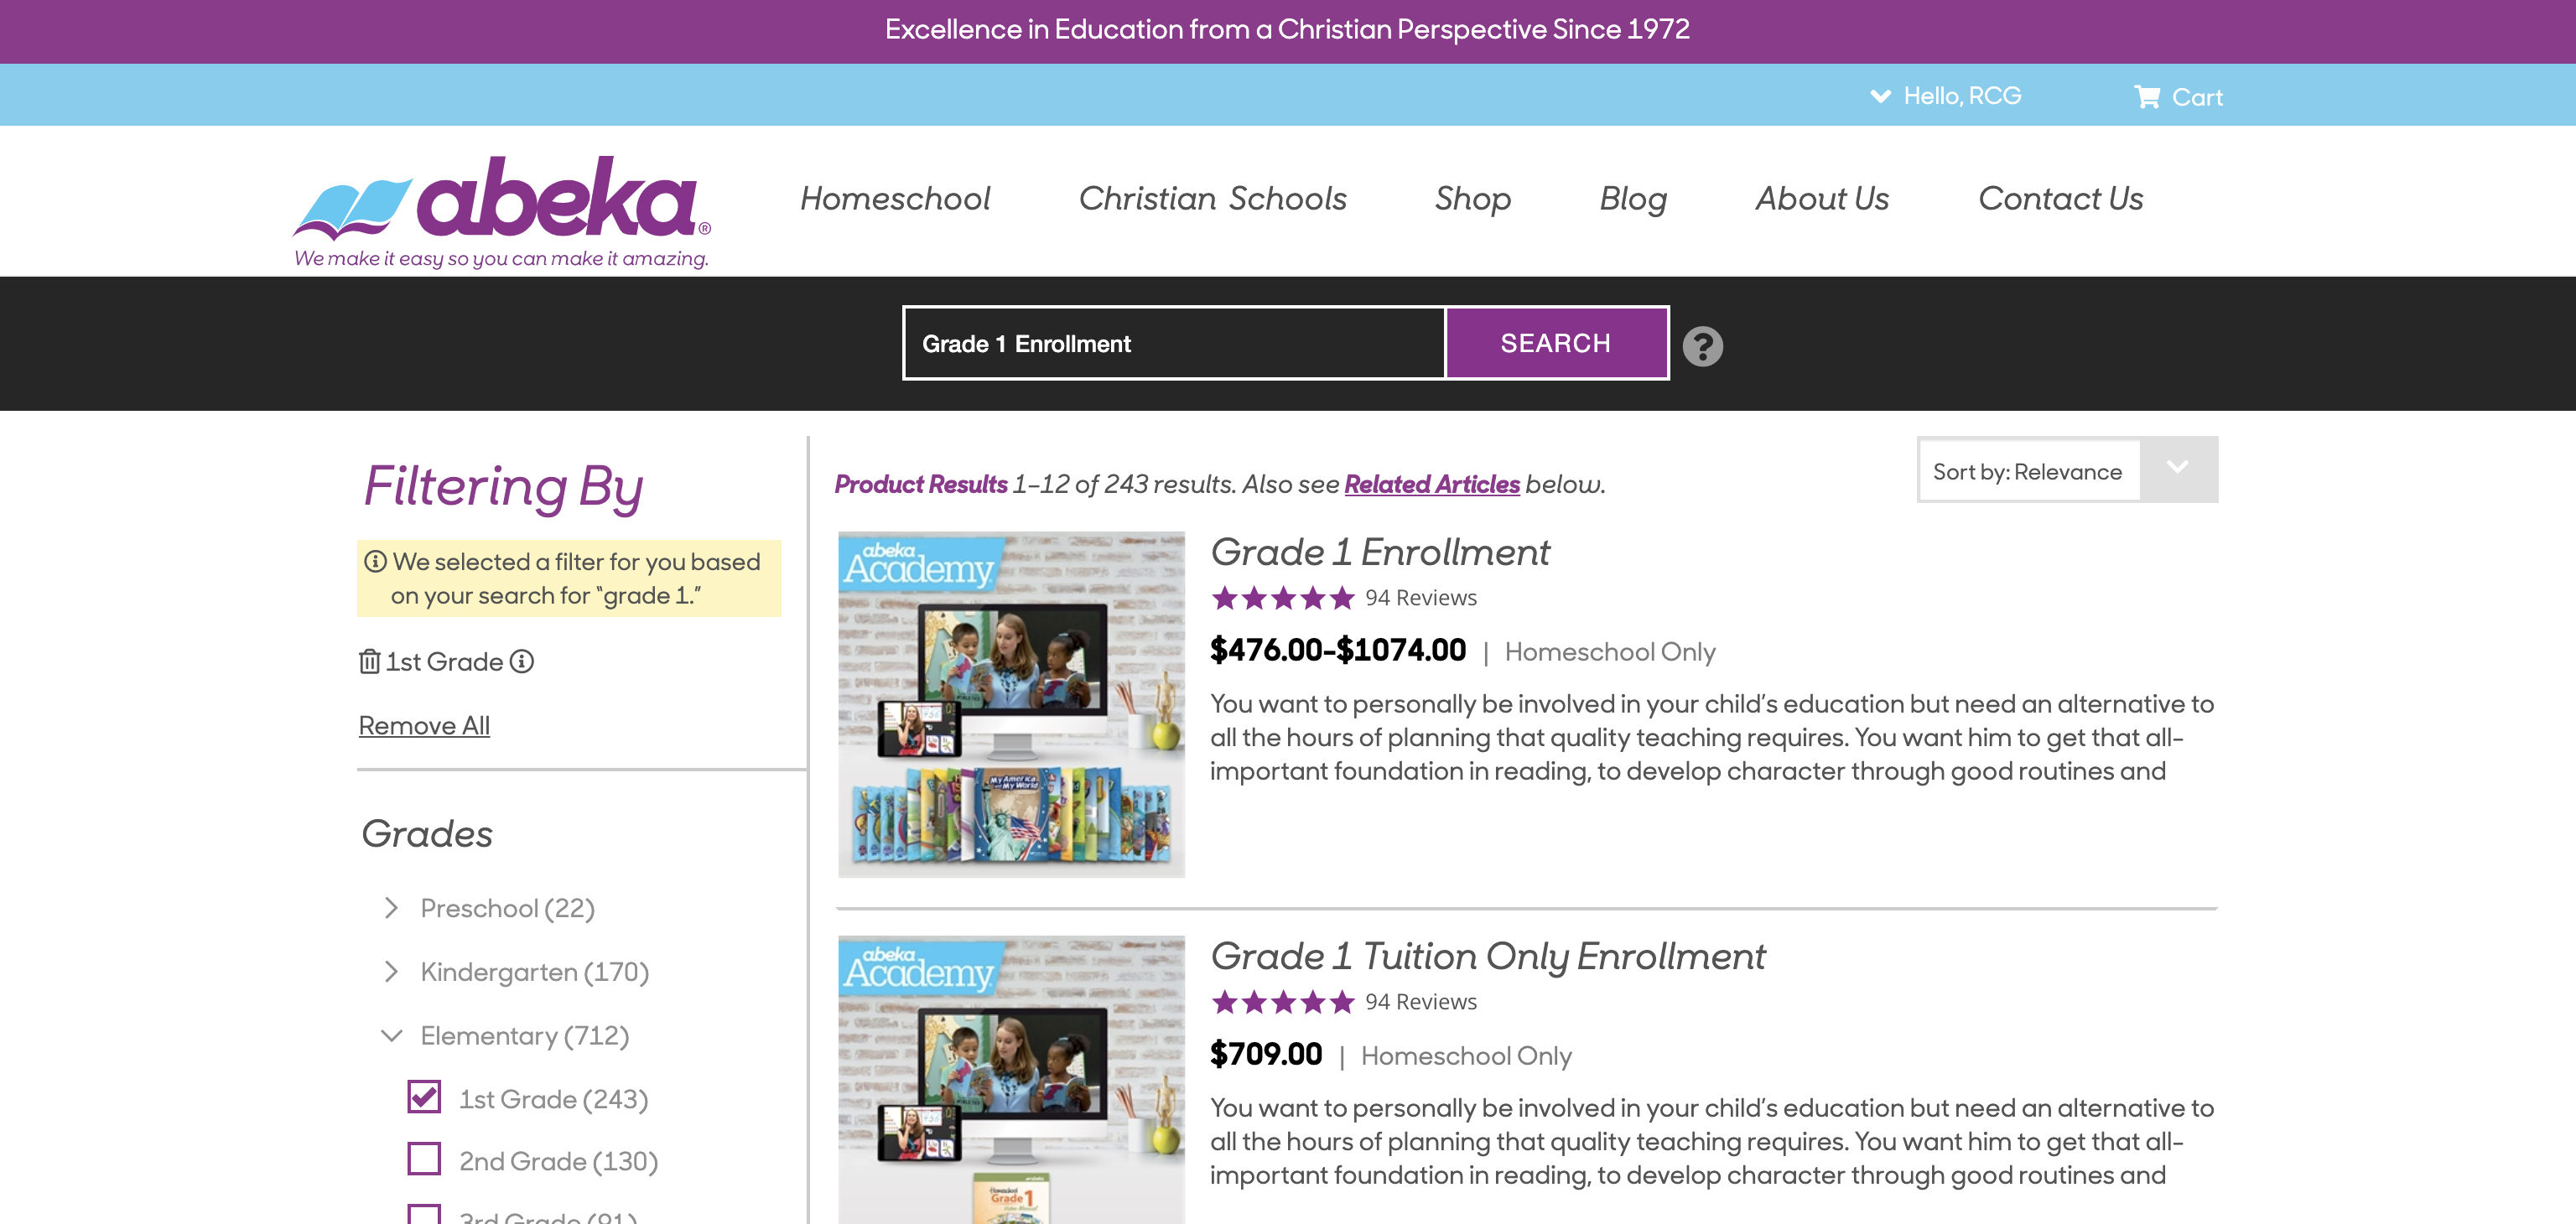 Excellence in Education from a Christian Perspective Since 1972
Hello, RCG
Cart
abeka®
We make it easy so you can make it amazing.
Homeschool
Christian Schools
Shop
Blog
About Us
Contact Us
Grade 1 Enrollment
SEARCH
?
Filtering By
We selected a filter for you based
on your search for “grade 1.”
1st Grade
Remove All
Grades
Preschool (22)
Kindergarten (170)
Elementary (712)
1st Grade (243)
2nd Grade (130)
3rd Grade (91)
Product Results 1–12 of 243 results. Also see Related Articles below.
Sort by: Relevance
abeka
Academy
My America
and My World
Grade 1 Enrollment
94 Reviews
$476.00-$1074.00 | Homeschool Only
You want to personally be involved in your child’s education but need an alternative to
all the hours of planning that quality teaching requires. You want him to get that all-
important foundation in reading, to develop character through good routines and
abeka
Academy
Homeschool
Grade 1
Grade 1 Tuition Only Enrollment
94 Reviews
$709.00 | Homeschool Only
You want to personally be involved in your child’s education but need an alternative to
all the hours of planning that quality teaching requires. You want him to get that all-
important foundation in reading, to develop character through good routines and